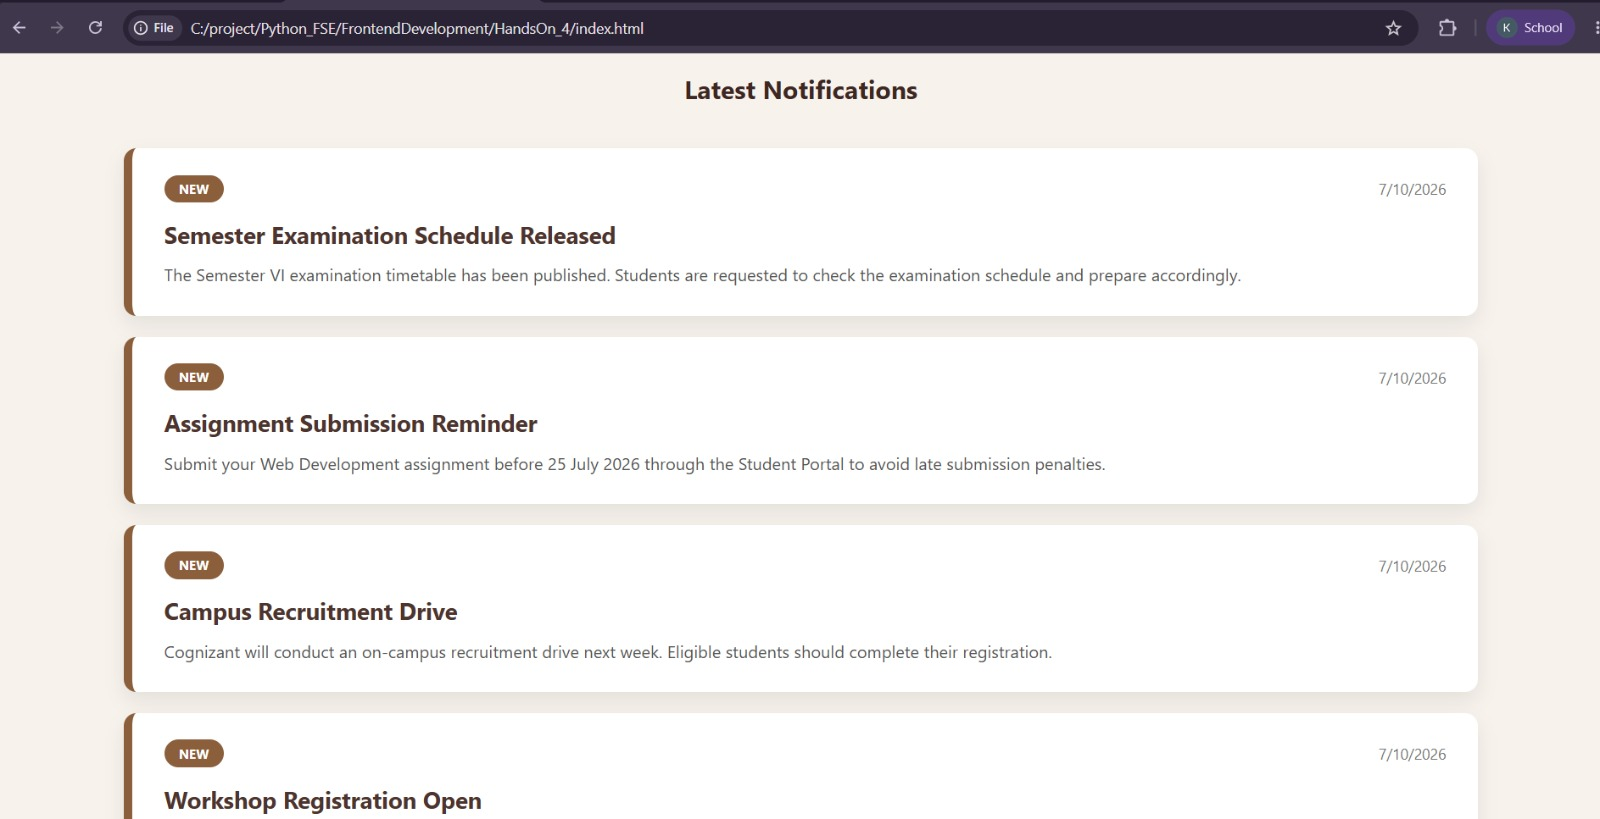 File C:/project/Python_FSE/FrontendDevelopment/HandsOn_4/index.html K School
Latest Notifications
NEW 7/10/2026
Semester Examination Schedule Released
The Semester VI examination timetable has been published. Students are requested to check the examination schedule and prepare accordingly.
NEW 7/10/2026
Assignment Submission Reminder
Submit your Web Development assignment before 25 July 2026 through the Student Portal to avoid late submission penalties.
NEW 7/10/2026
Campus Recruitment Drive
Cognizant will conduct an on-campus recruitment drive next week. Eligible students should complete their registration.
NEW 7/10/2026
Workshop Registration Open